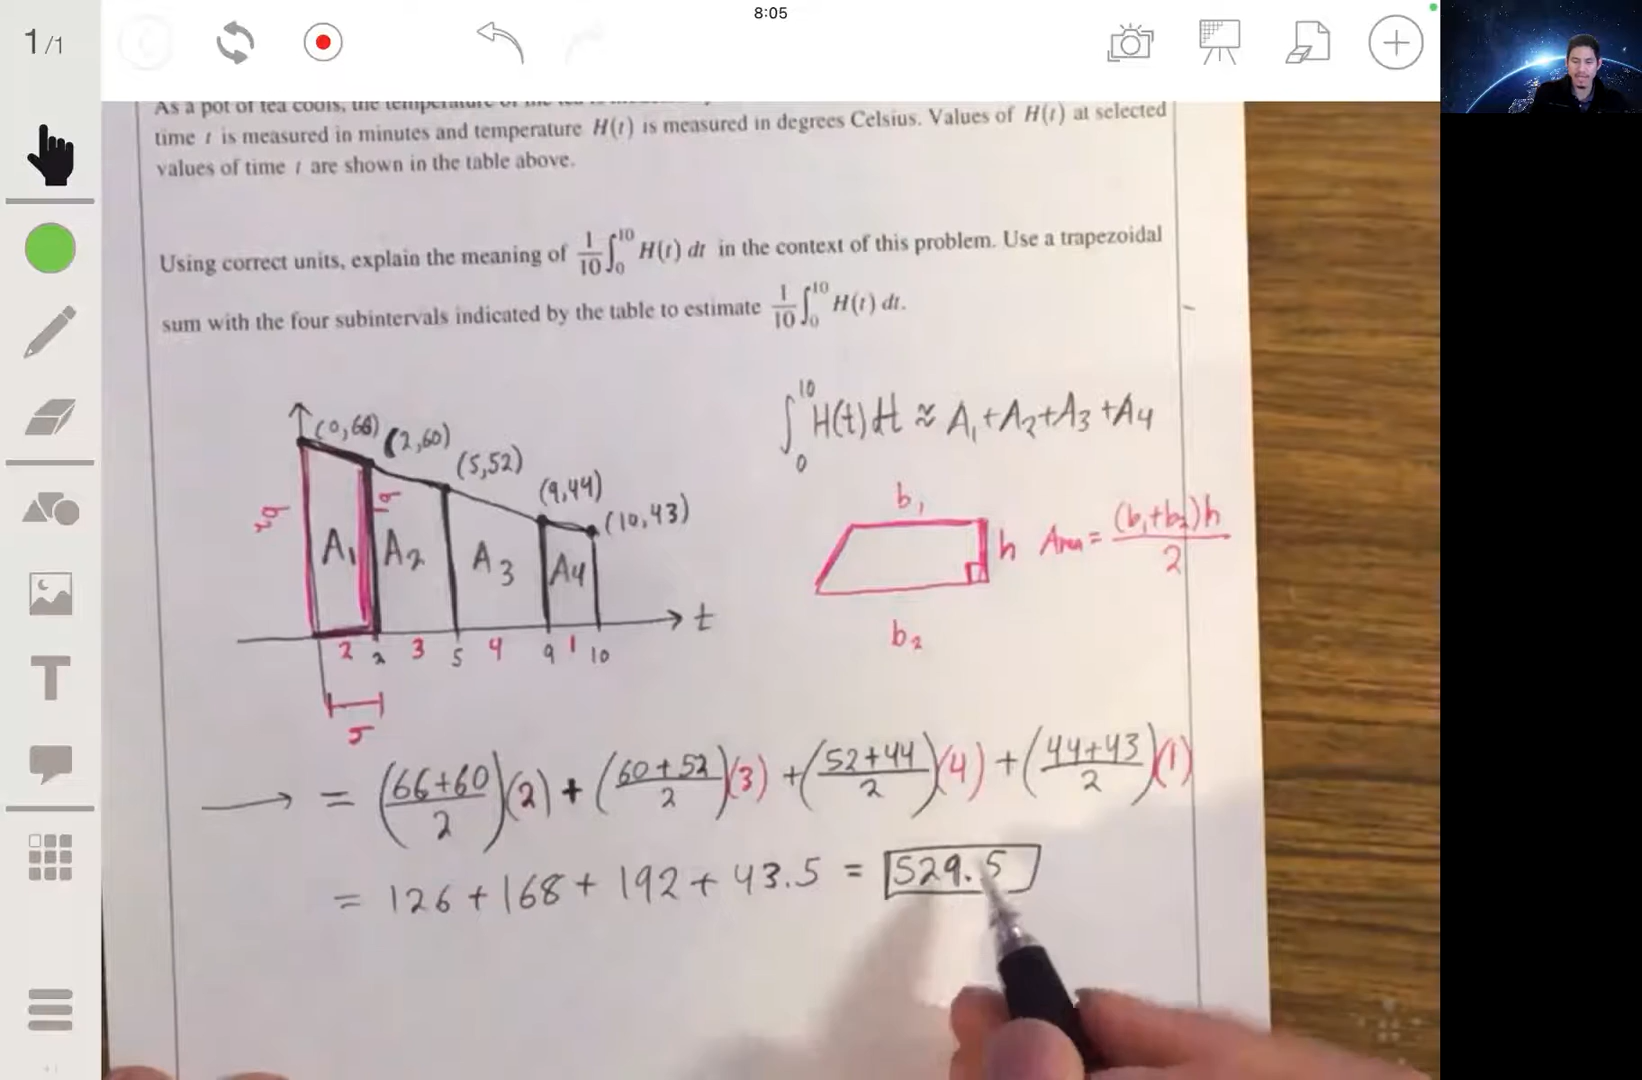 8:05
1/1
As a pot of tea cools, the temperature of the tea is
time t is measured in minutes and temperature H(t) is measured in degrees Celsius. Values of H(t) at selected
values of time t are shown in the table above.
Using correct units, explain the meaning of 1/10 ∫₀¹⁰ H(t) dt in the context of this problem. Use a trapezoidal
sum with the four subintervals indicated by the table to estimate 1/10 ∫₀¹⁰ H(t) dt.
∫₀¹⁰ H(t) dt ≈ A₁+A₂+A₃+A₄
(0,66) (2,60) (5,52) (9,44) (10,43)
b₂ b₁
A₁ A₂ A₃ A₄
t
2 2 3 5 4 9 1 10
b₁
h Area = (b₁+b₂)h/2
b₂
⟶ = (66+60/2)(2) + (60+52/2)(3) + (52+44/2)(4) + (44+43/2)(1)
= 126 + 168 + 192 + 43.5 = 529.5
T